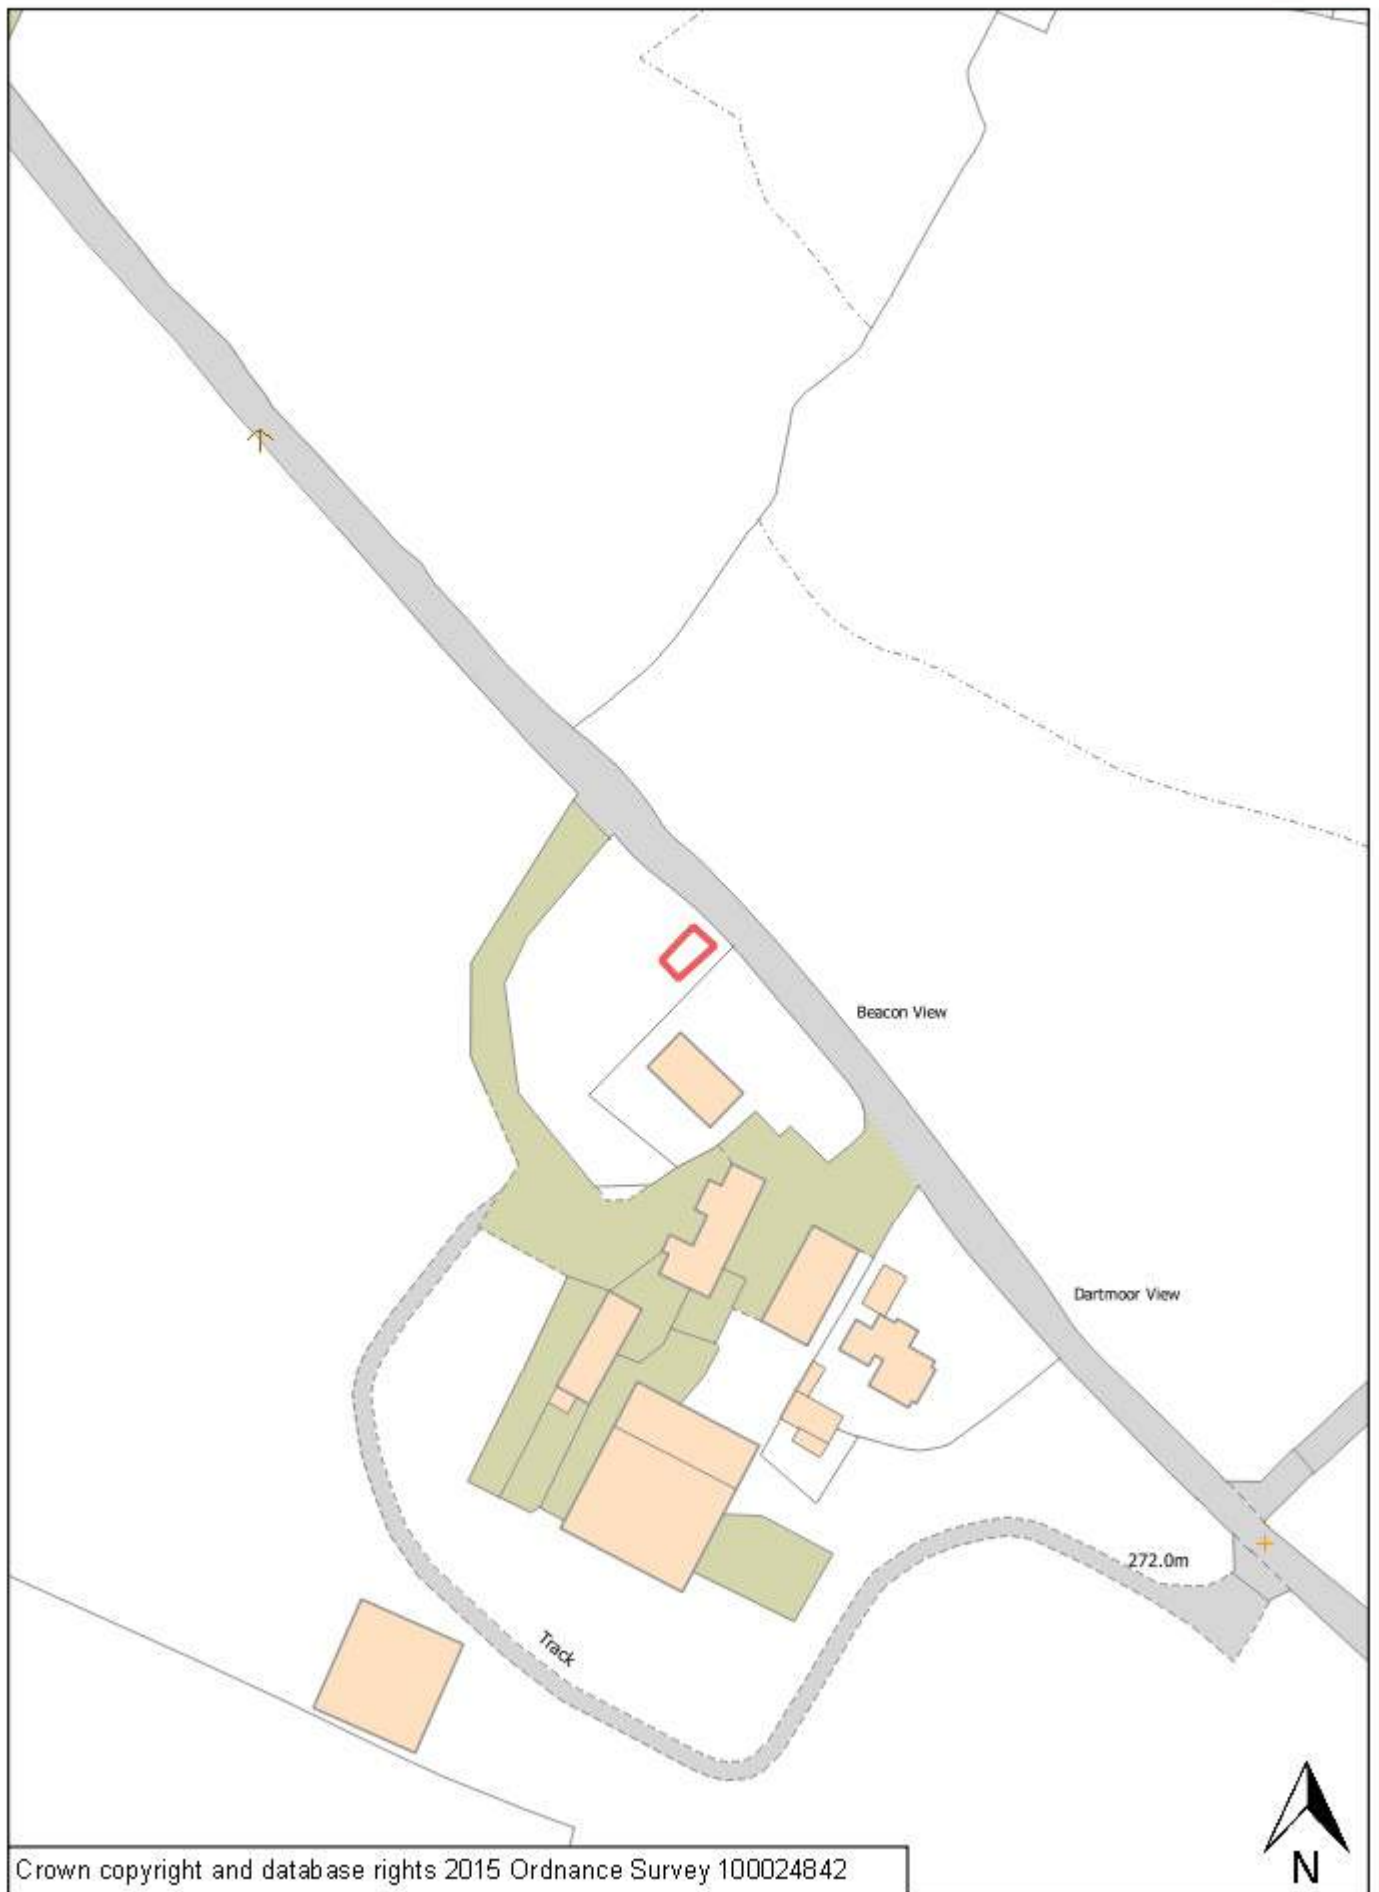 Beacon View
Dartmoor View
272.0m
Track
N
Crown copyright and database rights 2015 Ordnance Survey 100024842